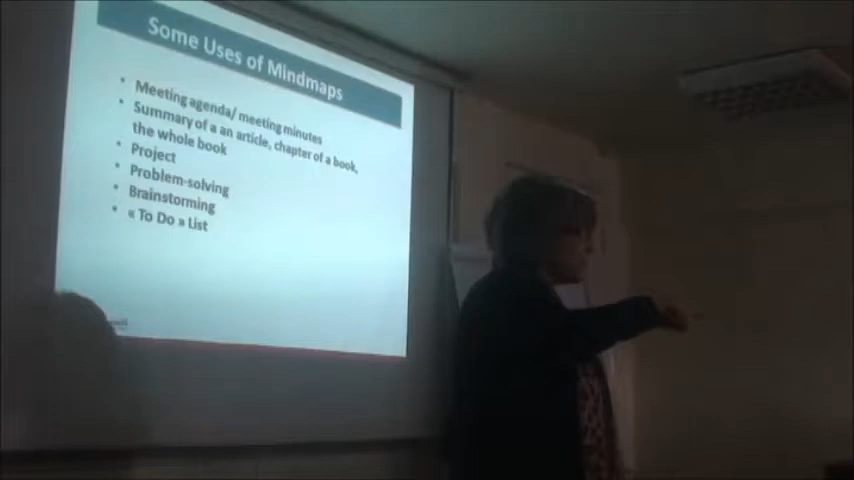 Some Uses of Mindmaps
• Meeting agenda/ meeting minutes
• Summary of a an article, chapter of a book,
the whole book
• Project
• Problem-solving
• Brainstorming
• « To Do » List